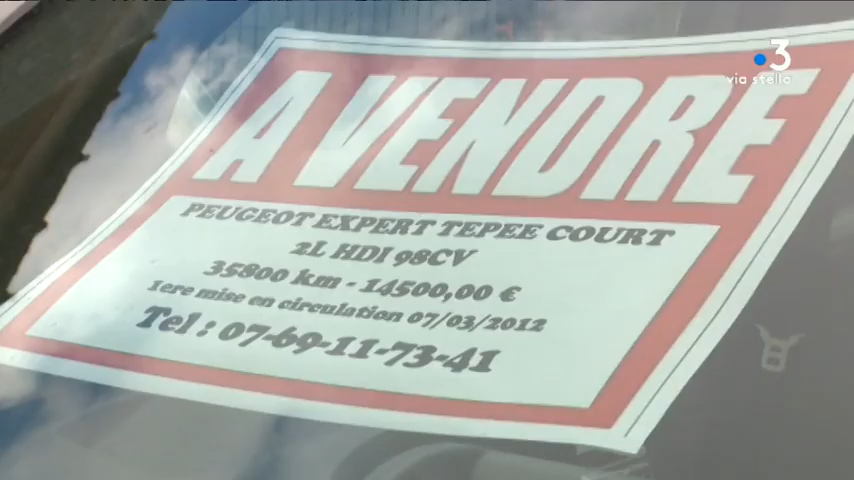 3
via stella
A VENDRE
PEUGEOT EXPERT TEPEE COURT
2L HDI 98CV
35800 km - 14500,00 €
1ere mise en circulation 07/03/2012
Tel : 07-69-11-73-41